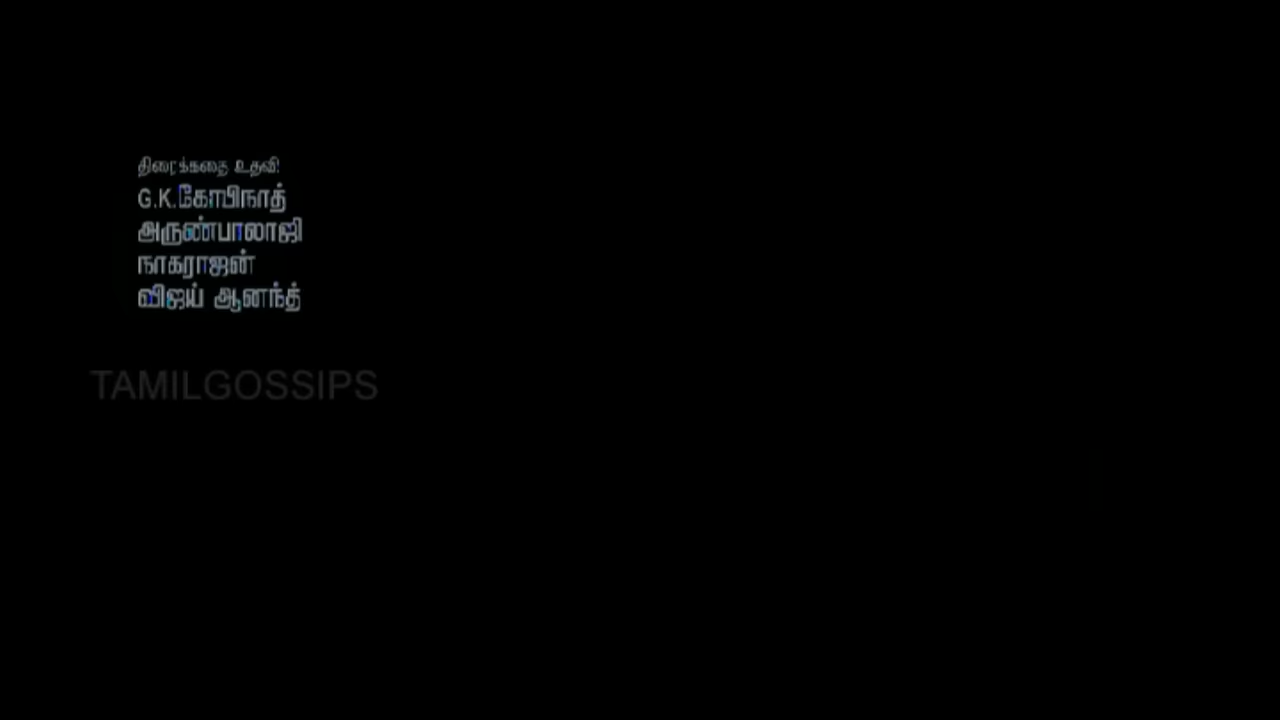 திரைக்கதை உதவி:
G.K.கோபிநாத்
அருண்பாலாஜி
நாகராஜன்
விஜய் ஆனந்த்
TAMILGOSSIPS